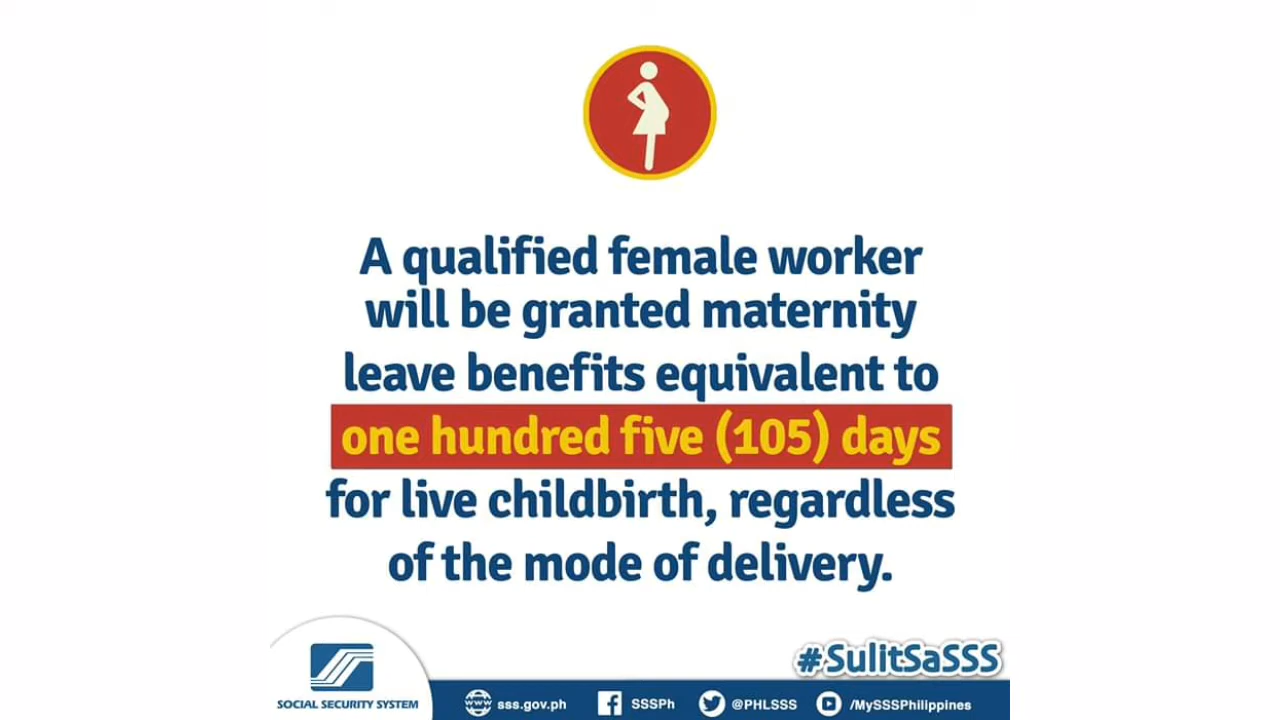 A qualified female worker
will be granted maternity
leave benefits equivalent to
one hundred five (105) days
for live childbirth, regardless
of the mode of delivery.
#SulitSaSSS
SOCIAL SECURITY SYSTEM
sss.gov.ph
SSSPh
@PHLSSS
/MySSSPhilippines